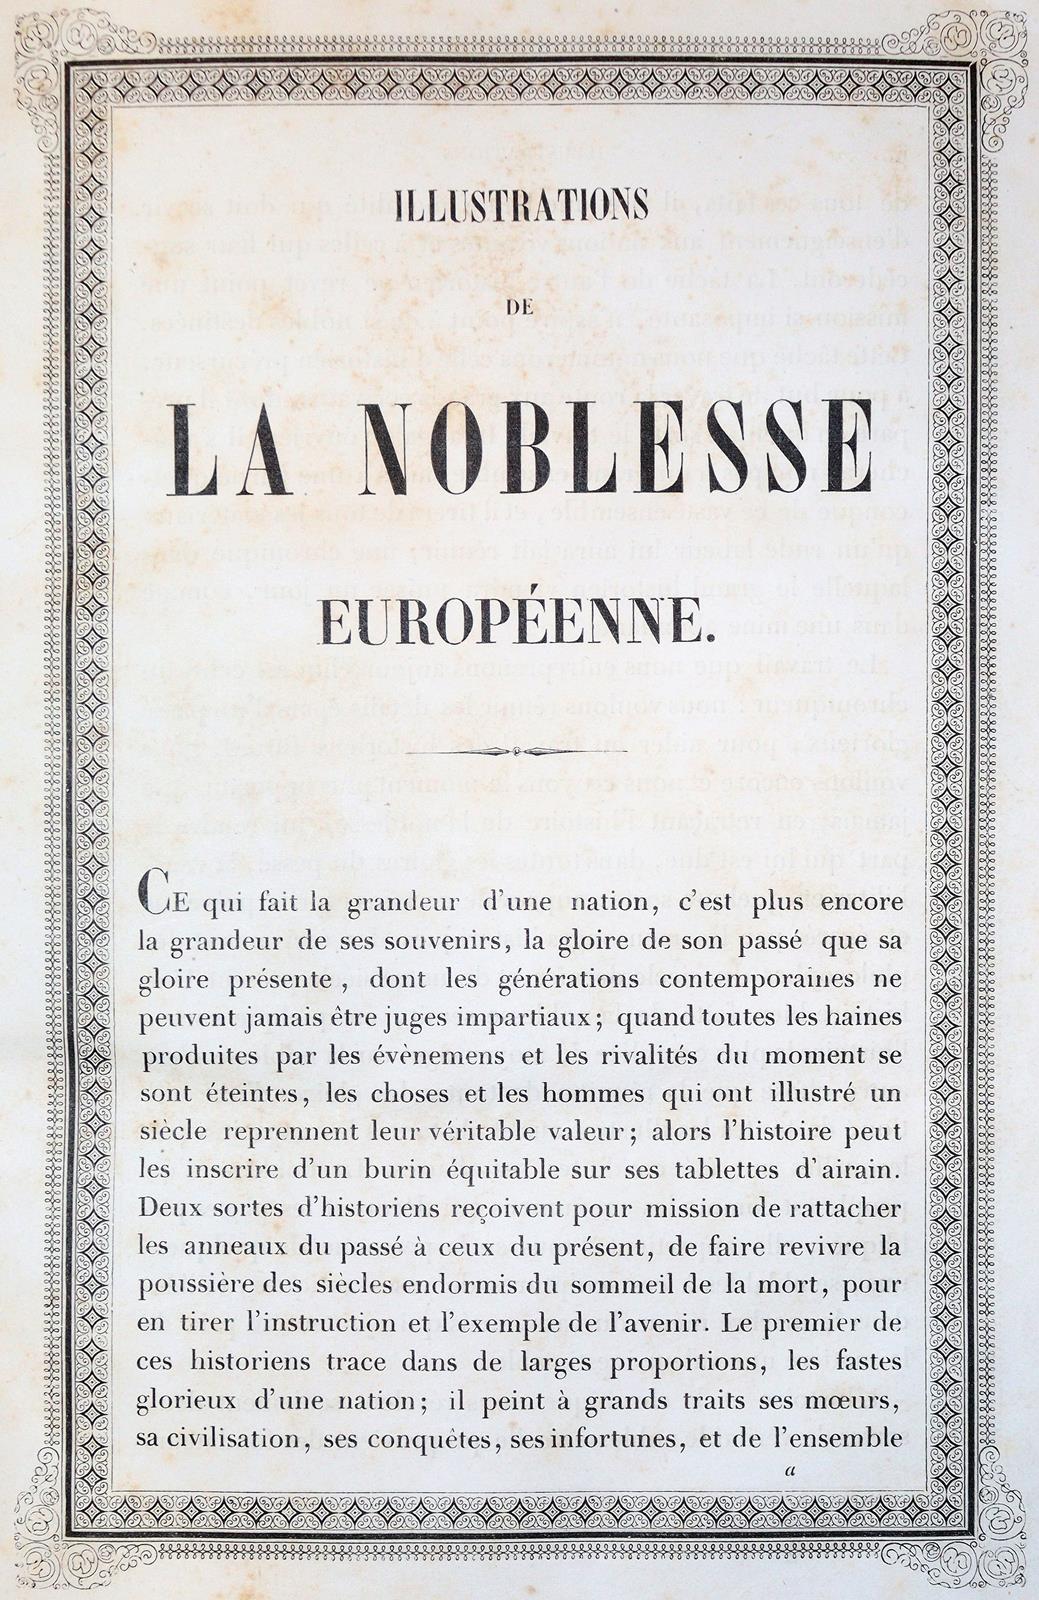 ILLUSTRATIONS
DE
LA NOBLESSE
EUROPÉENNE.
CE qui fait la grandeur d'une nation, c'est plus encore
la grandeur de ses souvenirs, la gloire de son passé que sa
gloire présente, dont les générations contemporaines ne
peuvent jamais être juges impartiaux; quand toutes les haines
produites par les évènemens et les rivalités du moment se
sont éteintes, les choses et les hommes qui ont illustré un
siècle reprennent leur véritable valeur; alors l'histoire peut
les inscrire d'un burin équitable sur ses tablettes d'airain.
Deux sortes d'historiens reçoivent pour mission de rattacher
les anneaux du passé à ceux du présent, de faire revivre la
poussière des siècles endormis du sommeil de la mort, pour
en tirer l'instruction et l'exemple de l'avenir. Le premier de
ces historiens trace dans de larges proportions, les fastes
glorieux d'une nation; il peint à grands traits ses mœurs,
sa civilisation, ses conquêtes, ses infortunes, et de l'ensemble
a